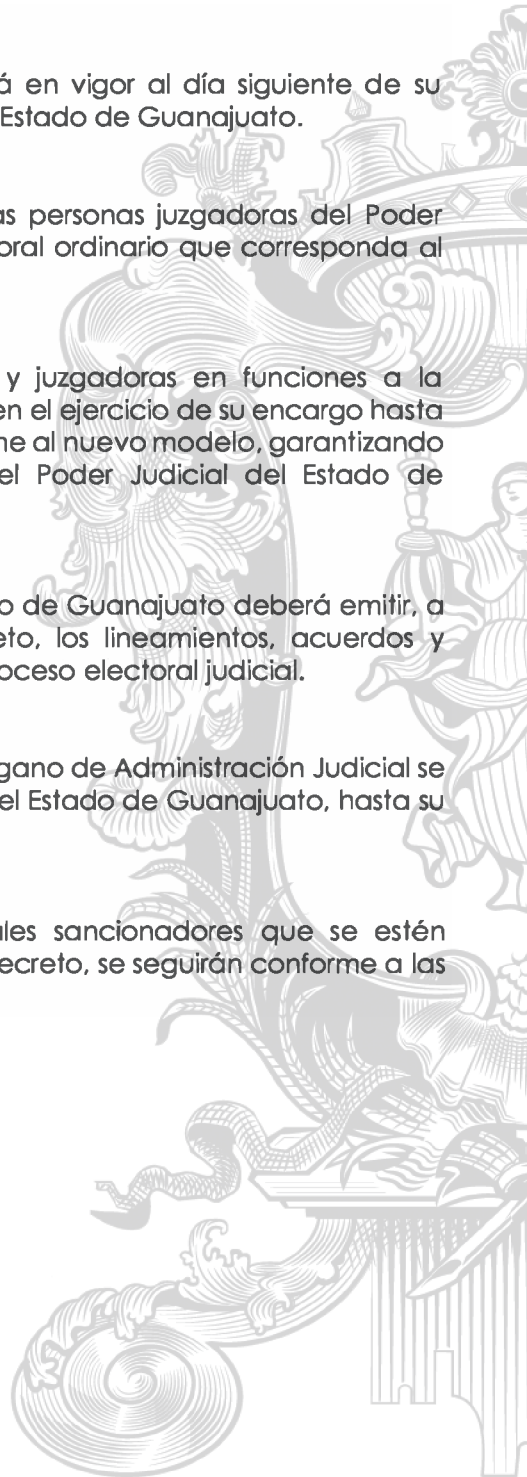 á en vigor al día siguiente de su
Estado de Guanajuato.
as personas juzgadoras del Poder
oral ordinario que corresponda al
y juzgadoras en funciones a la
en el ejercicio de su encargo hasta
ne al nuevo modelo, garantizando
el Poder Judicial del Estado de
o de Guanajuato deberá emitir, a
eto, los lineamientos, acuerdos y
oceso electoral judicial.
gano de Administración Judicial se
el Estado de Guanajuato, hasta su
les sancionadores que se estén
ecreto, se seguirán conforme a las